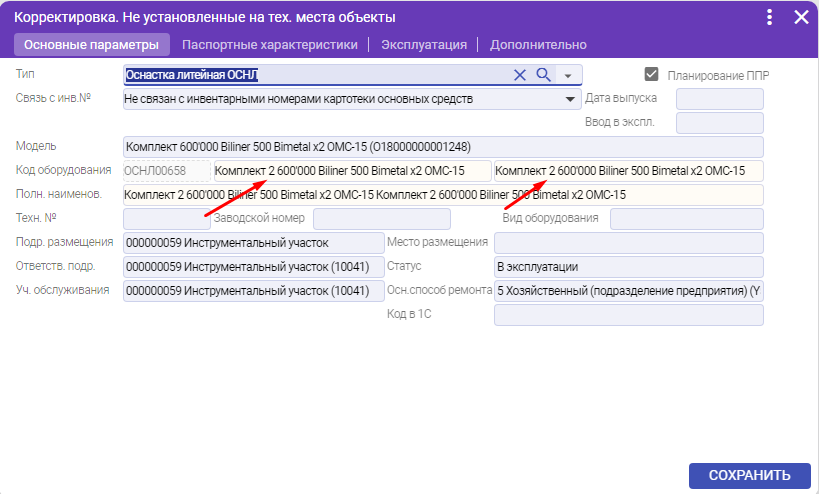 Корректировка. Не установленные на тех. места объекты
Основные параметры Паспортные характеристики Эксплуатация Дополнительно
Тип Оснастка литейная ОСНЛ Планирование ППР
Связь с инв.№ Не связан с инвентарными номерами картотеки основных средств Дата выпуска
Ввод в экспл.
Модель Комплект 600'000 Biliner 500 Bimetal x2 ОМС-15 (О18000000001248)
Код оборудования ОСНЛ00658 Комплект 2 600'000 Biliner 500 Bimetal x2 ОМС-15 Комплект 2 600'000 Biliner 500 Bimetal x2 ОМС-15
Полн. наименов. Комплект 2 600'000 Biliner 500 Bimetal x2 ОМС-15 Комплект 2 600'000 Biliner 500 Bimetal x2 ОМС-15
Техн. № Заводской номер Вид оборудования
Подр. размещения 000000059 Инструментальный участок Место размещения
Ответств. подр. 000000059 Инструментальный участок (10041) Статус В эксплуатации
Уч. обслуживания 000000059 Инструментальный участок (10041) Осн.способ ремонта 5 Хозяйственный (подразделение предприятия) (Y
Код в 1С
СОХРАНИТЬ